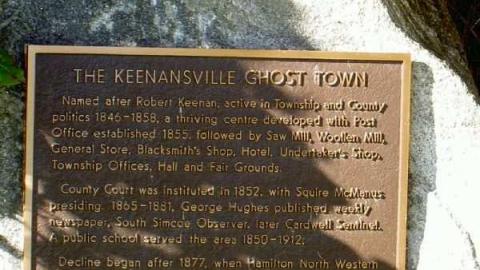 THE KEENANSVILLE GHOST TOWN
Named after Robert Keenan, active in Township and County
politics 1846-1858, a thriving centre developed with Post
Office established 1855, followed by Saw Mill, Woollen Mill,
General Store, Blacksmith's Shop, Hotel, Undertaker's Shop,
Township Offices, Hall and Fair Grounds.
County Court was instituted in 1852, with Squire McManus
presiding. 1865-1881, George Hughes published weekly
newspaper, South Simcoe Observer, later Cardwell Sentinel.
A public school served the area 1850-1912.
Decline began after 1877, when Hamilton North Western